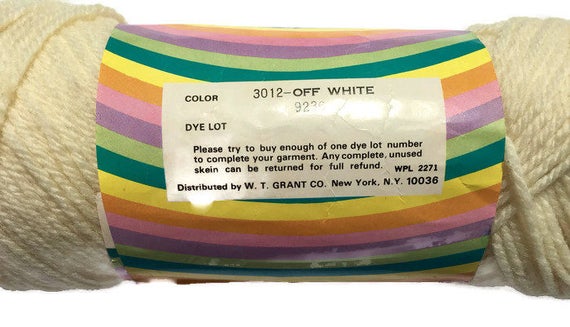 COLOR 3012-OFF WHITE
DYE LOT
Please try to buy enough of one dye lot number
to complete your garment. Any complete, unused
skein can be returned for full refund. WPL 2271
Distributed by W. T. GRANT CO. New York, N.Y. 10036